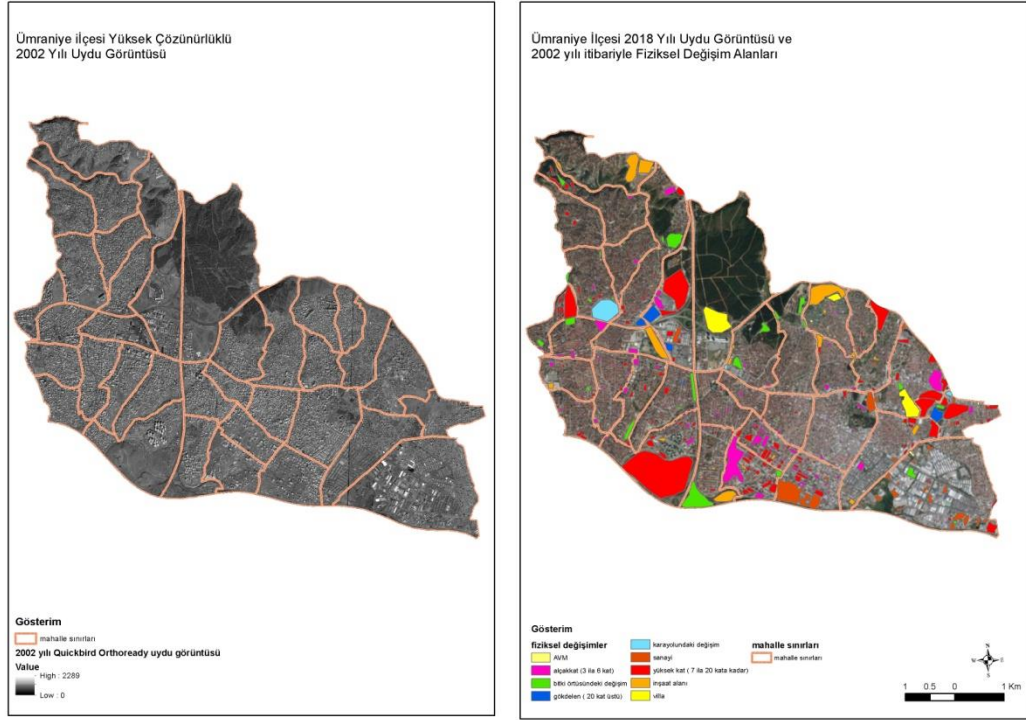 Ümraniye ilçesi Yüksek Çözünürlüklü
2002 Yılı Uydu Görüntüsü
Gösterim
mahalle sınırları
2002 yılı Quickbird Orthoready uydu görüntüsü
Value
High : 2289
Low : 0
Ümraniye İlçesi 2018 Yılı Uydu Görüntüsü ve
2002 yılı itibariyle Fiziksel Değişim Alanları
Gösterim
fiziksel değişimler
AVM
alçakkat (3 ila 6 kat)
bitki örtüsündeki değişim
gökdelen ( 20 kat üstü)
karayolundaki değişim
sanayi
yüksek kat ( 7 ila 20 kata kadar)
inşaat alanı
villa
mahalle sınırları
mahalle sınırları
N
W
E
S
1 0.5 0 1 Km